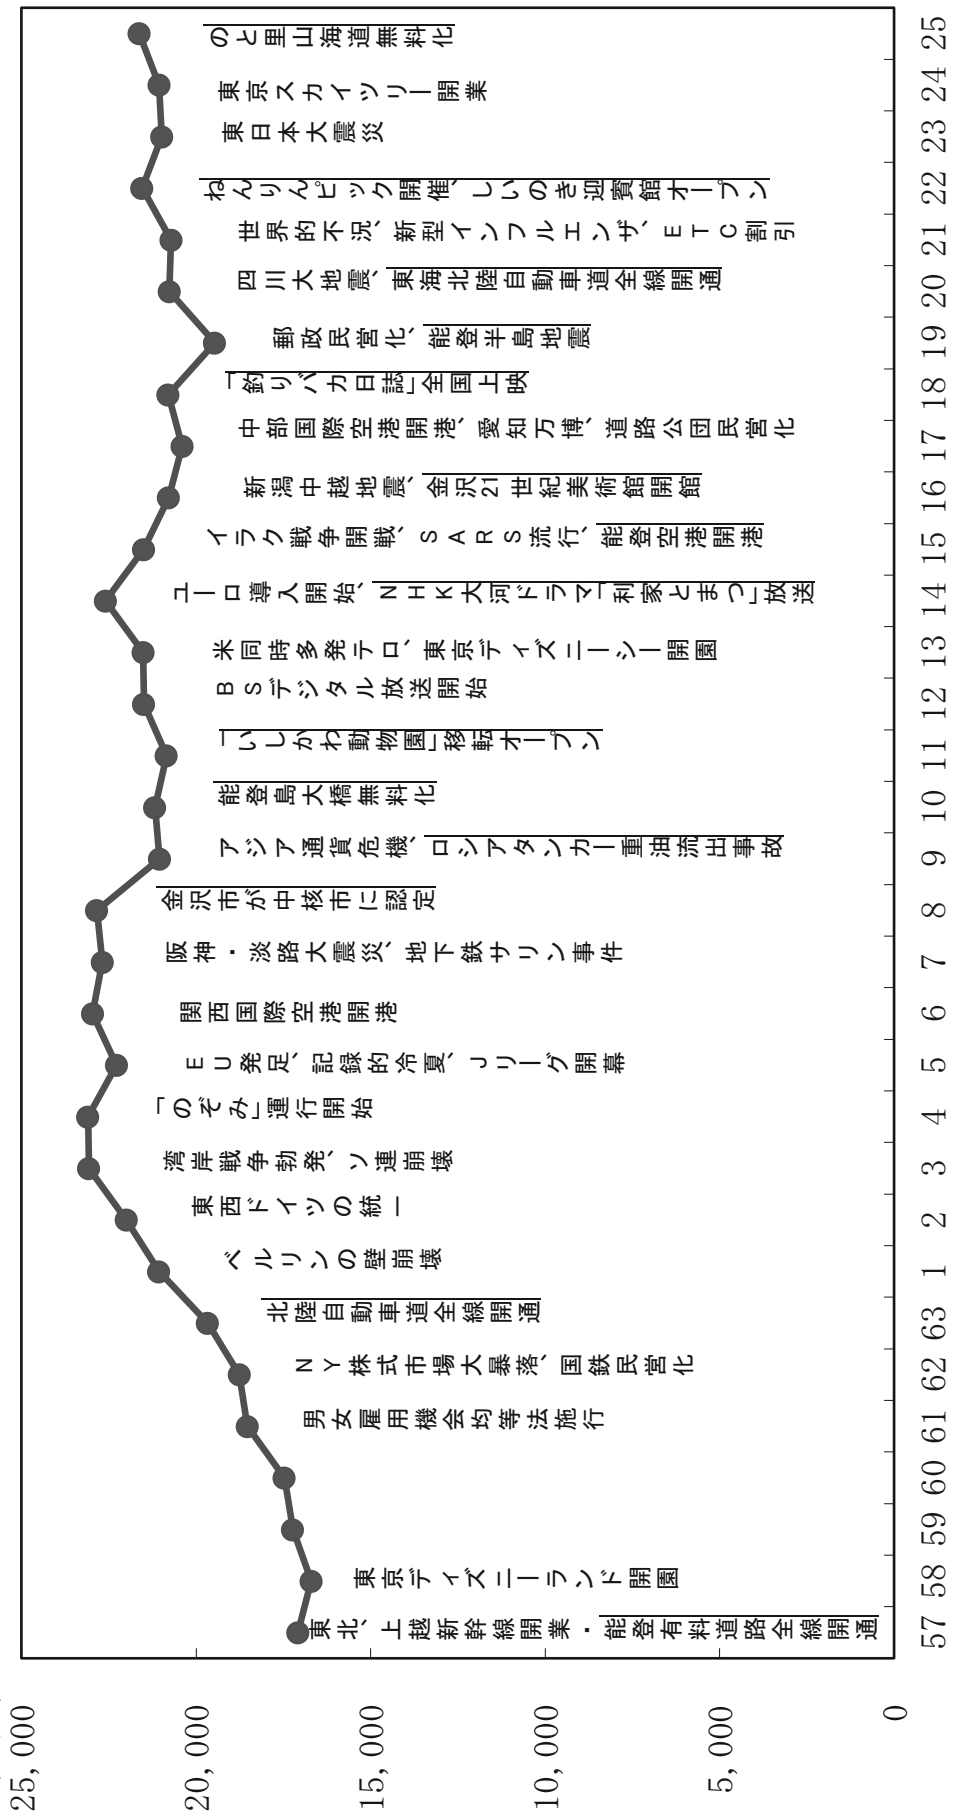 25,000
20,000
15,000
10,000
5,000
0
東北、上越新幹線開業・能登有料道路全線開通
東京ディズニーランド開園
男女雇用機会均等法施行
NY株式市場大暴落、国鉄民営化
北陸自動車道全線開通
ベルリンの壁崩壊
東西ドイツの統一
湾岸戦争勃発、ソ連崩壊
「のぞみ」運行開始
EU発足、記録的冷夏、Jリーグ開幕
関西国際空港開港
阪神・淡路大震災、地下鉄サリン事件
金沢市が中核市に認定
アジア通貨危機、ロシアタンカー重油流出事故
能登島大橋無料化
「いしかわ動物園」移転オープン
BSデジタル放送開始
米同時多発テロ、東京ディズニーシー開園
ユーロ導入開始、NHK大河ドラマ「利家とまつ」放送
イラク戦争開戦、SARS流行、能登空港開港
新潟中越地震、金沢21世紀美術館開館
中部国際空港開港、愛知万博、道路公団民営化
「釣りバカ日誌」全国上映
郵政民営化、能登半島地震
四川大地震、東海北陸自動車道全線開通
世界的不況、新型インフルエンザ、ETC割引
ねんりんピック開催、しいのき迎賓館オープン
東日本大震災
東京スカイツリー開業
のと里山海道無料化
57 58 59 60 61 62 63 1 2 3 4 5 6 7 8 9 10 11 12 13 14 15 16 17 18 19 20 21 22 23 24 25